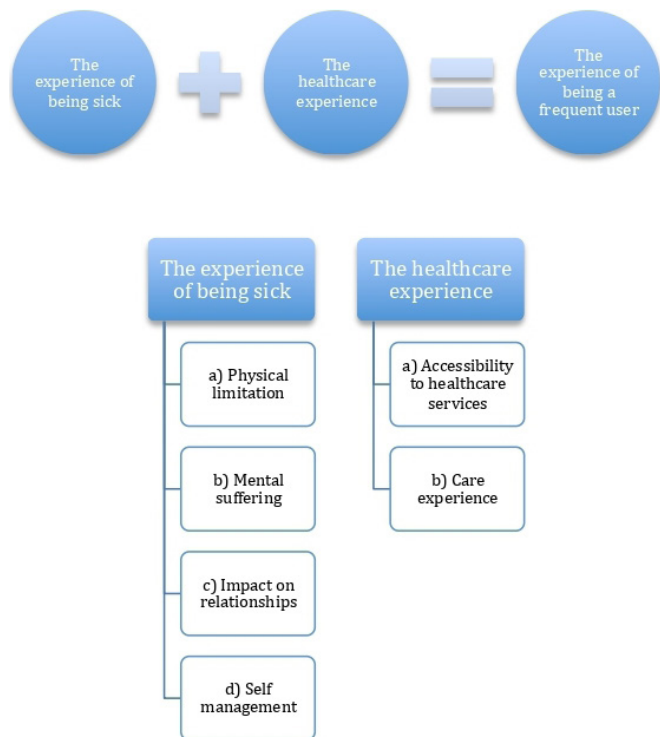 The
experience of
being sick
The
healthcare
experience
The
experience of
being a
frequent user
The experience
of being sick
a) Physical
limitation
b) Mental
suffering
c) Impact on
relationships
d) Self
management
The healthcare
experience
a) Accessibility
to healthcare
services
b) Care
experience